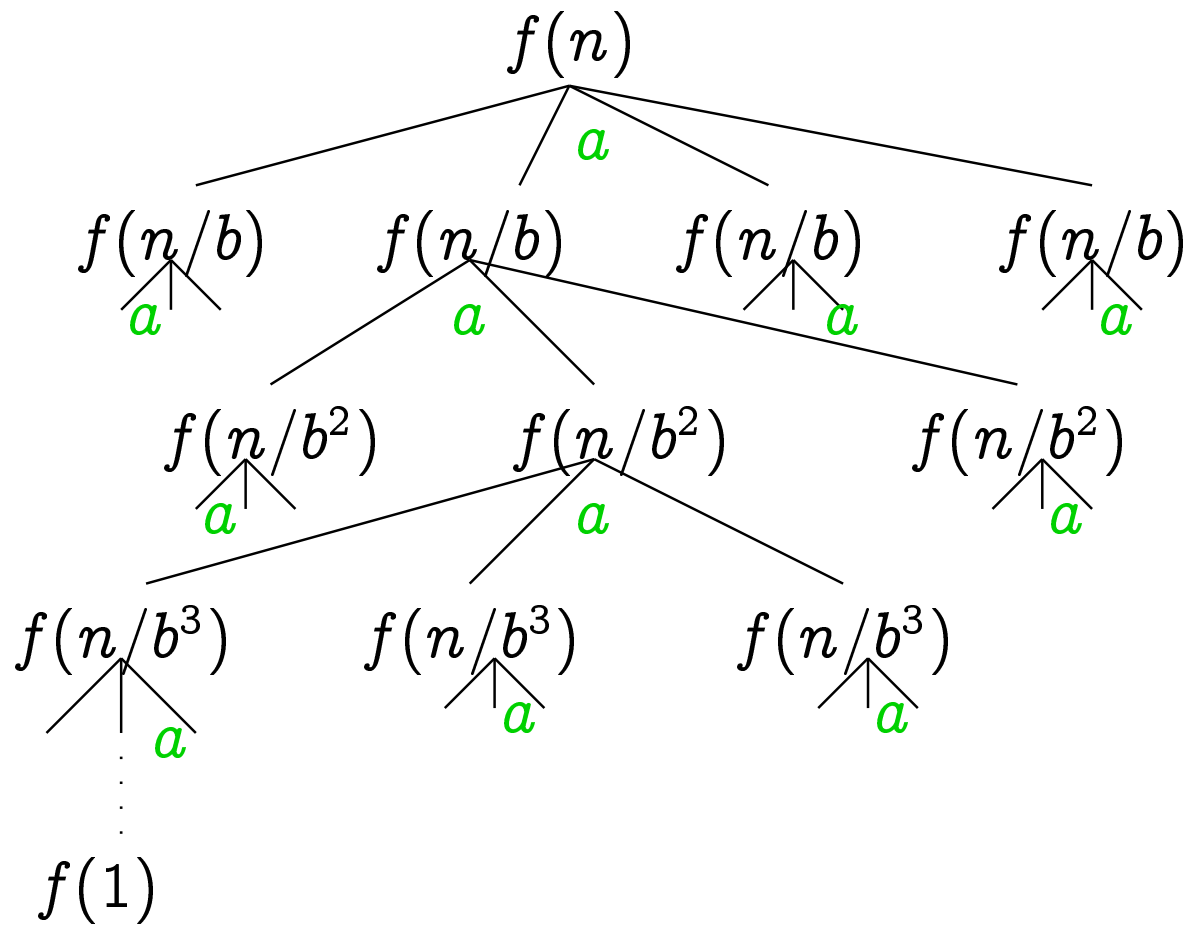 f(n)
a
f(n/b) f(n/b) f(n/b) f(n/b)
a a a a
f(n/b²) f(n/b²) f(n/b²)
a a a
f(n/b³) f(n/b³) f(n/b³)
a a a
f(1)